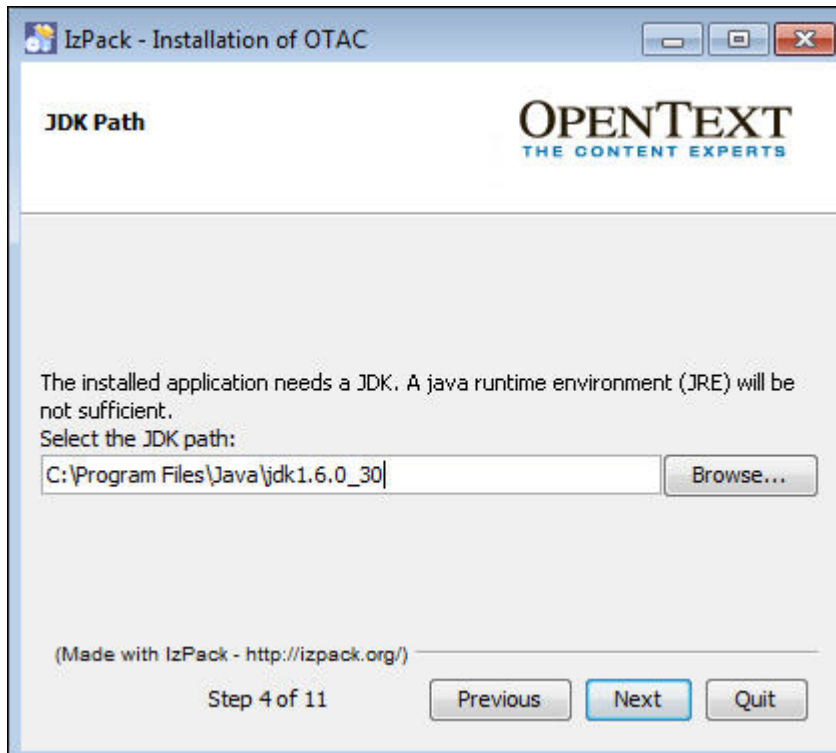 IzPack - Installation of OTAC
JDK Path
OPENTEXT
THE CONTENT EXPERTS
The installed application needs a JDK. A java runtime environment (JRE) will be
not sufficient.
Select the JDK path:
C:\Program Files\Java\jdk1.6.0_30
Browse...
(Made with IzPack - http://izpack.org/)
Step 4 of 11
Previous
Next
Quit